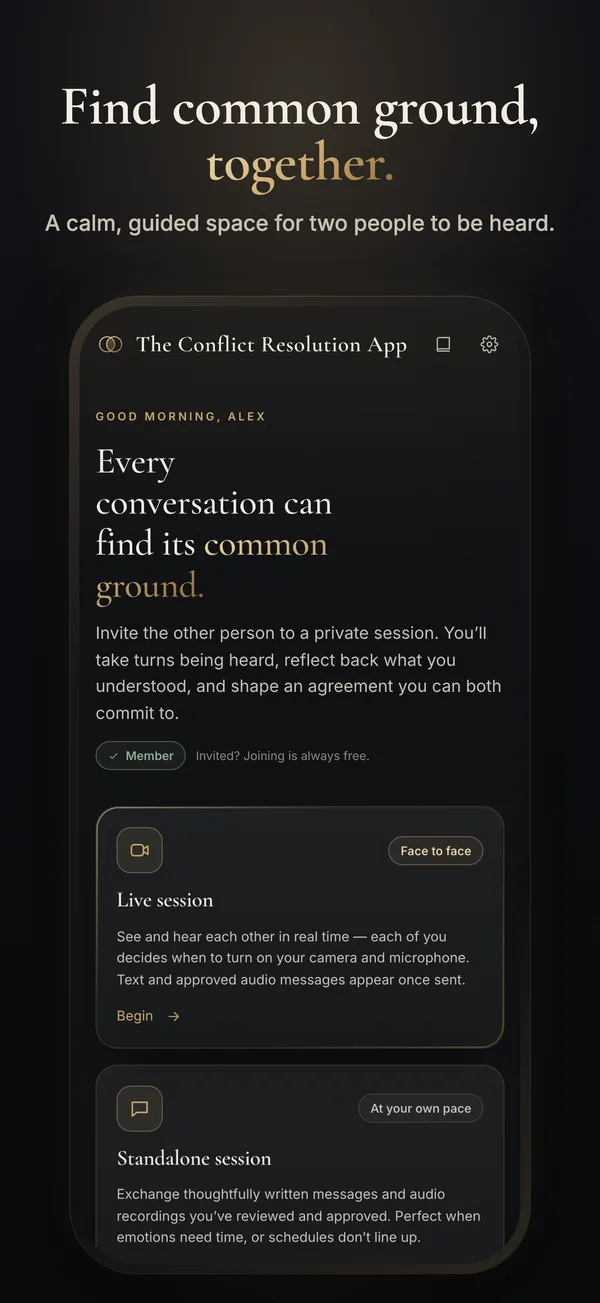 Find common ground,
together.
A calm, guided space for two people to be heard.
The Conflict Resolution App
GOOD MORNING, ALEX
Every
conversation can
find its common
ground.
Invite the other person to a private session. You’ll
take turns being heard, reflect back what you
understood, and shape an agreement you can both
commit to.
Member
Invited? Joining is always free.
Face to face
Live session
See and hear each other in real time — each of you
decides when to turn on your camera and microphone.
Text and approved audio messages appear once sent.
Begin →
At your own pace
Standalone session
Exchange thoughtfully written messages and audio
recordings you’ve reviewed and approved. Perfect when
emotions need time, or schedules don’t line up.